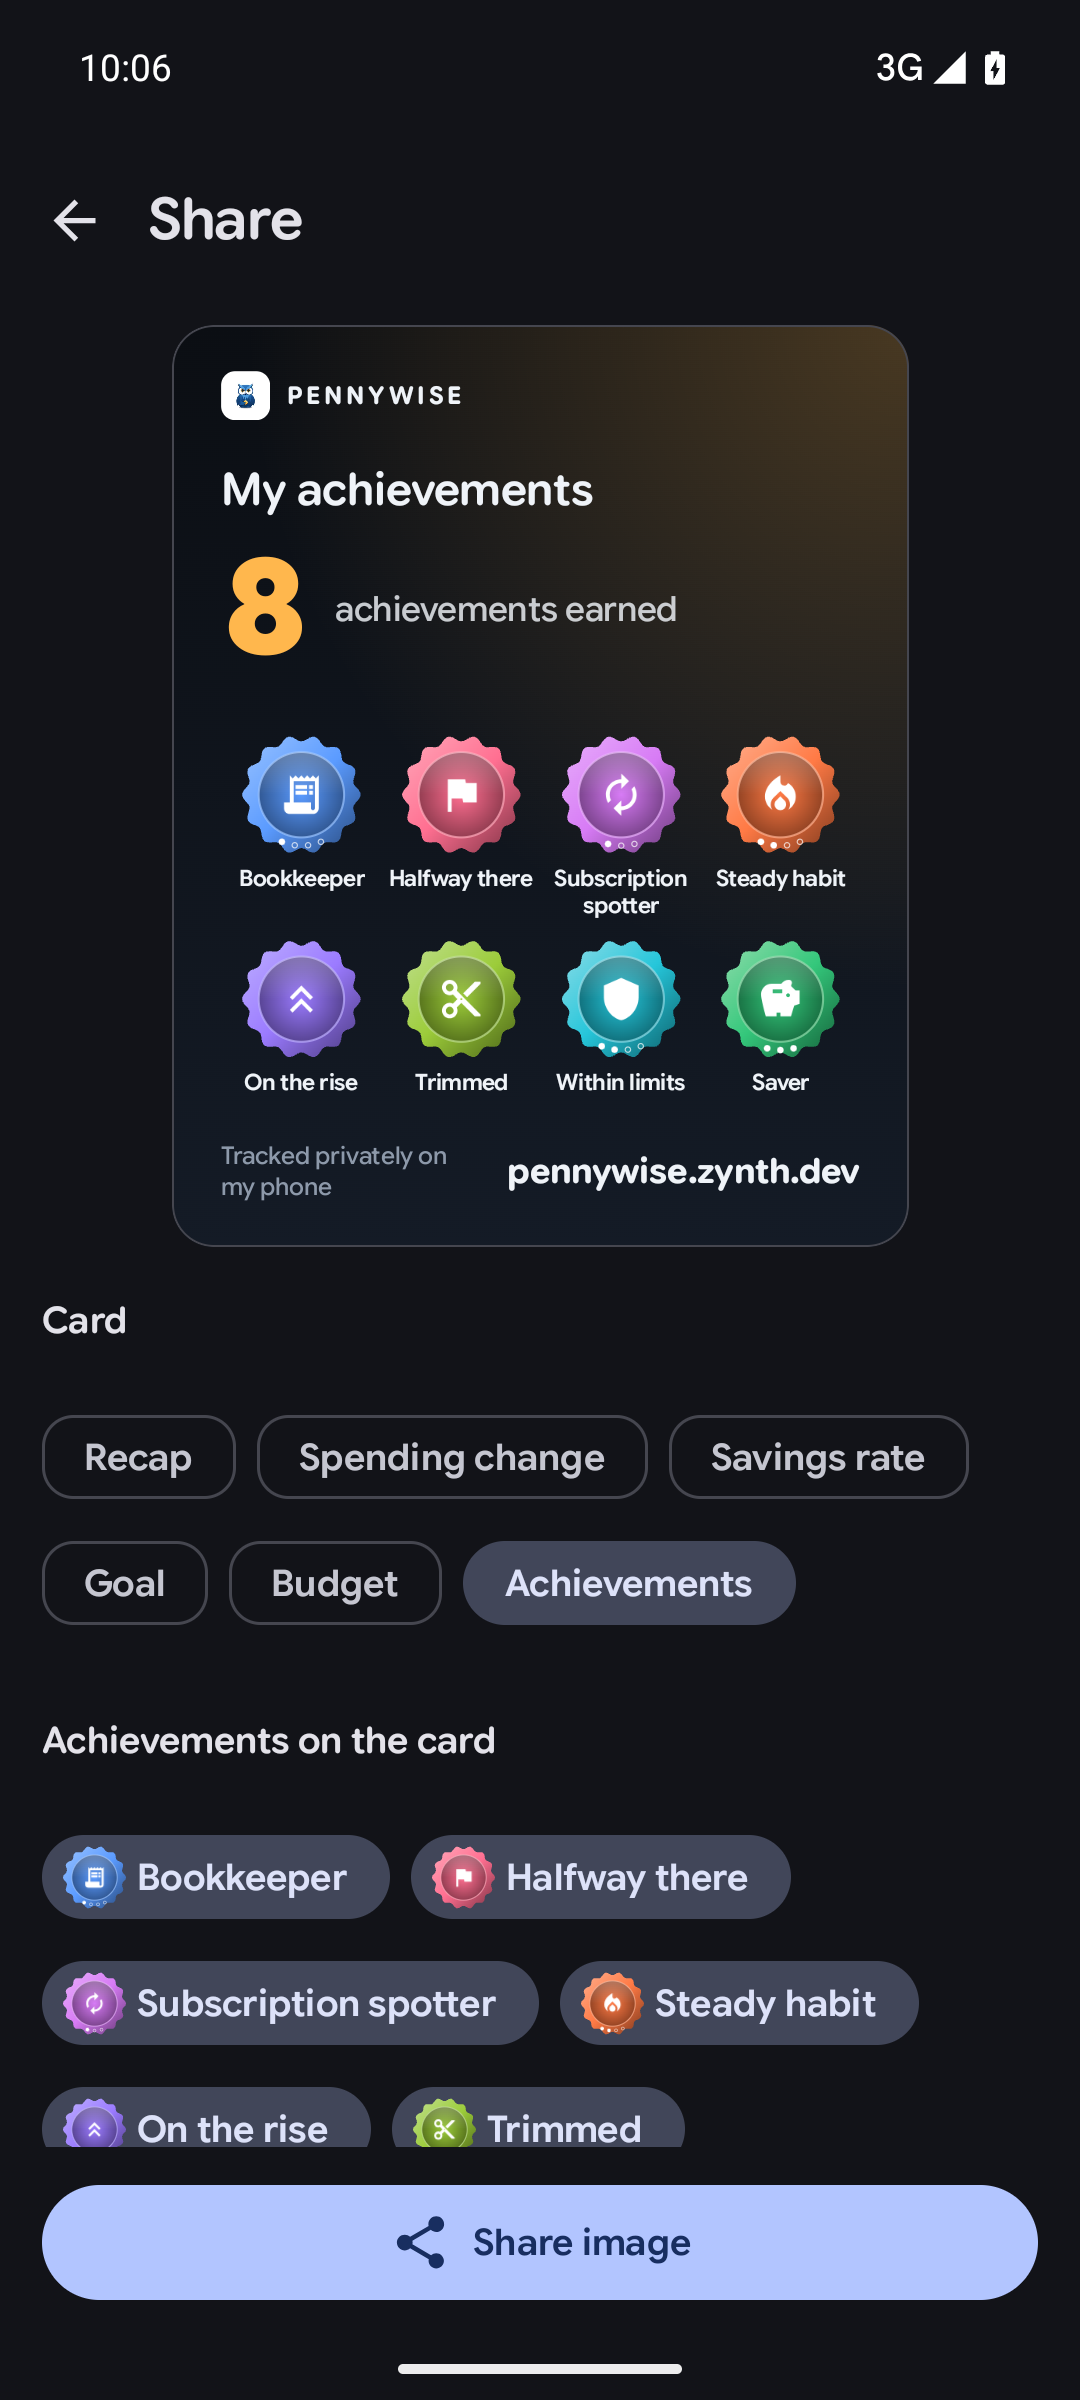 10:06
3G
Share
PENNYWISE
My achievements
8 achievements earned
Bookkeeper
Halfway there
Subscription
spotter
Steady habit
On the rise
Trimmed
Within limits
Saver
Tracked privately on
my phone
pennywise.zynth.dev
Card
Recap
Spending change
Savings rate
Goal
Budget
Achievements
Achievements on the card
Bookkeeper
Halfway there
Subscription spotter
Steady habit
On the rise
Trimmed
Share image